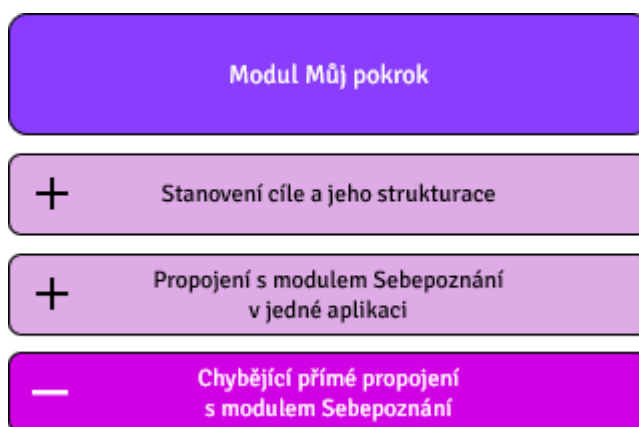 Modul Můj pokrok
+ Stanovení cíle a jeho strukturace
+ Propojení s modulem Sebepoznání
v jedné aplikaci
— Chybějící přímé propojení
s modulem Sebepoznání